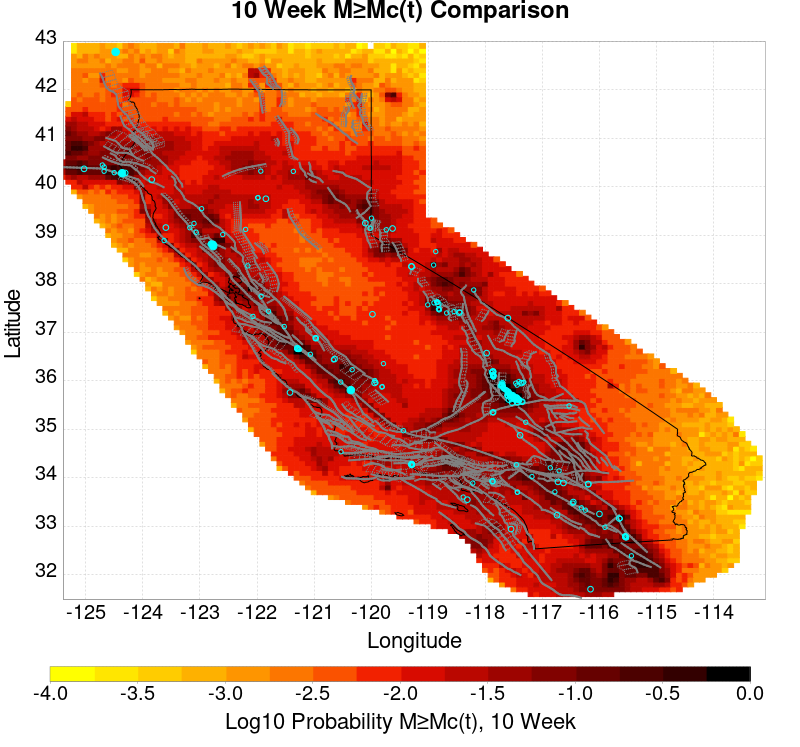 10 Week M≥Mc(t) Comparison
43
42
41
40
39
38
37
36
35
34
33
32
Latitude
-125 -124 -123 -122 -121 -120 -119 -118 -117 -116 -115 -114
Longitude
-4.0 -3.5 -3.0 -2.5 -2.0 -1.5 -1.0 -0.5 0.0
Log10 Probability M≥Mc(t), 10 Week